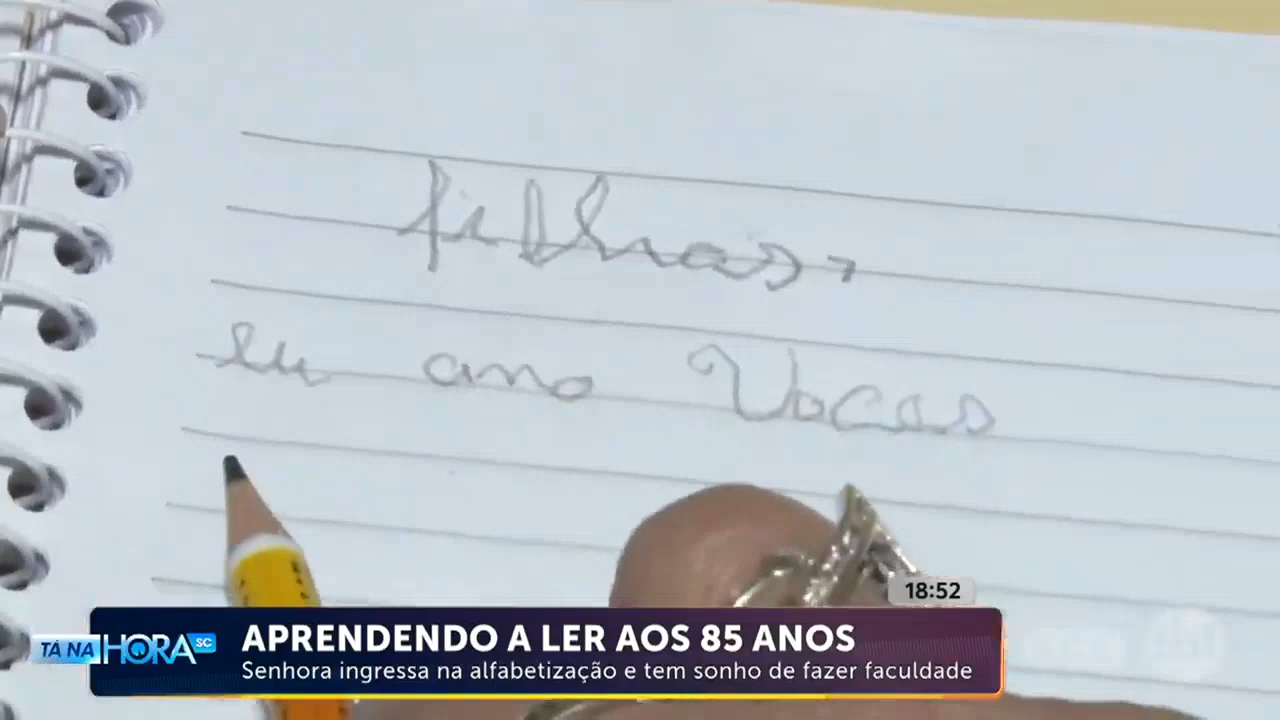 filhas,
eu amo Vocês
18:52
TÁ NA HORA SC
APRENDENDO A LER AOS 85 ANOS
Senhora ingressa na alfabetização e tem sonho de fazer faculdade